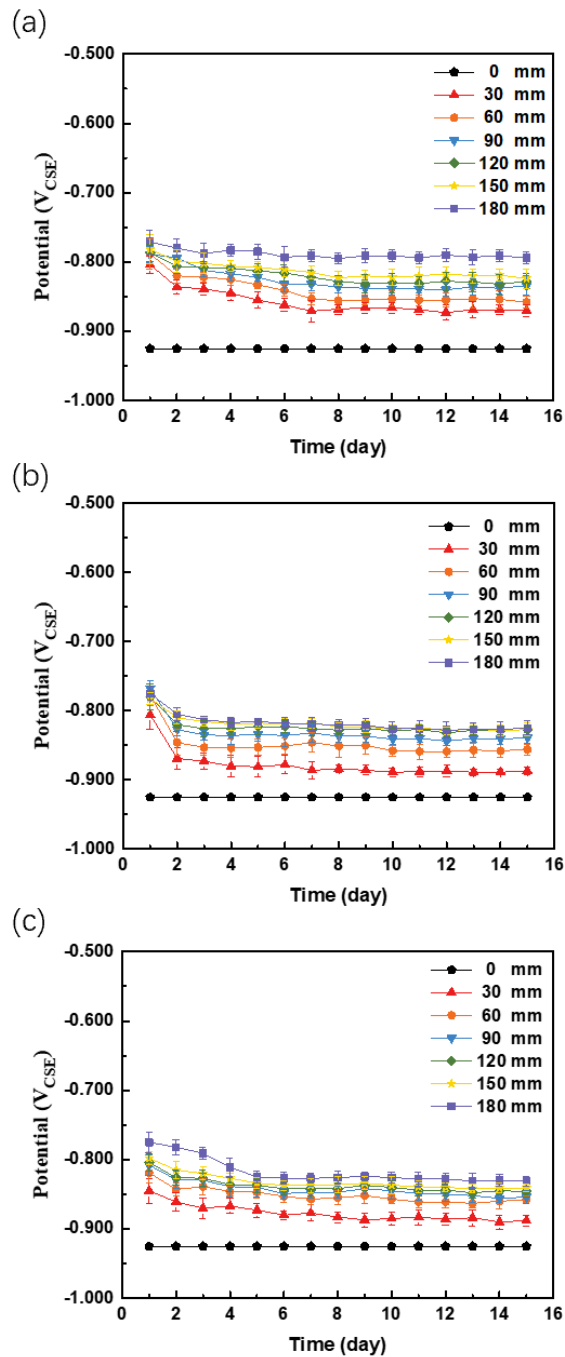 (a)
-0.500
-0.600
-0.700
-0.800
-0.900
-1.000
Potential (V_CSE)
0 mm
30 mm
60 mm
90 mm
120 mm
150 mm
180 mm
0 2 4 6 8 10 12 14 16
Time (day)
(b)
-0.500
-0.600
-0.700
-0.800
-0.900
-1.000
Potential (V_CSE)
0 mm
30 mm
60 mm
90 mm
120 mm
150 mm
180 mm
0 2 4 6 8 10 12 14 16
Time (day)
(c)
-0.500
-0.600
-0.700
-0.800
-0.900
-1.000
Potential (V_CSE)
0 mm
30 mm
60 mm
90 mm
120 mm
150 mm
180 mm
0 2 4 6 8 10 12 14 16
Time (day)